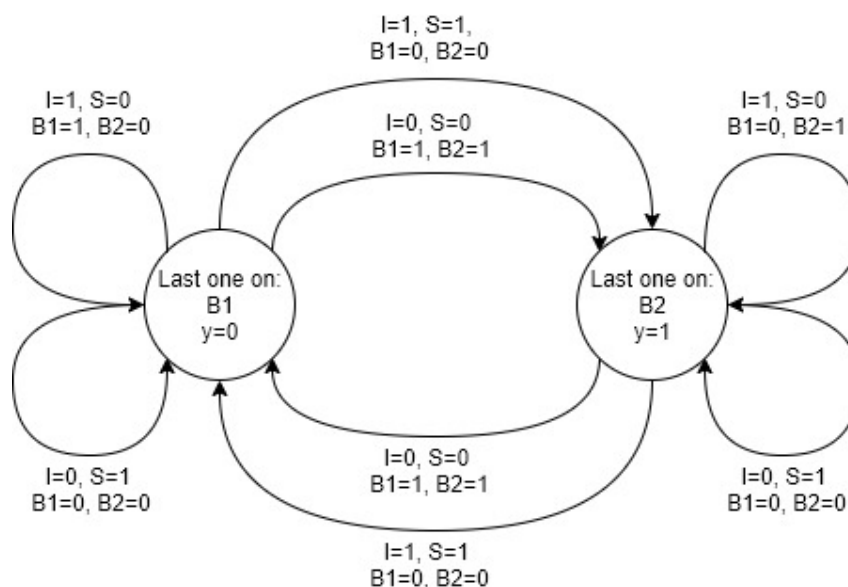 I=1, S=1,
B1=0, B2=0
I=1, S=0
B1=1, B2=0
I=0, S=0
B1=1, B2=1
I=1, S=0
B1=0, B2=1
Last one on:
B1
y=0
Last one on:
B2
y=1
I=0, S=1
B1=0, B2=0
I=0, S=0
B1=1, B2=1
I=0, S=1
B1=0, B2=0
I=1, S=1
B1=0, B2=0